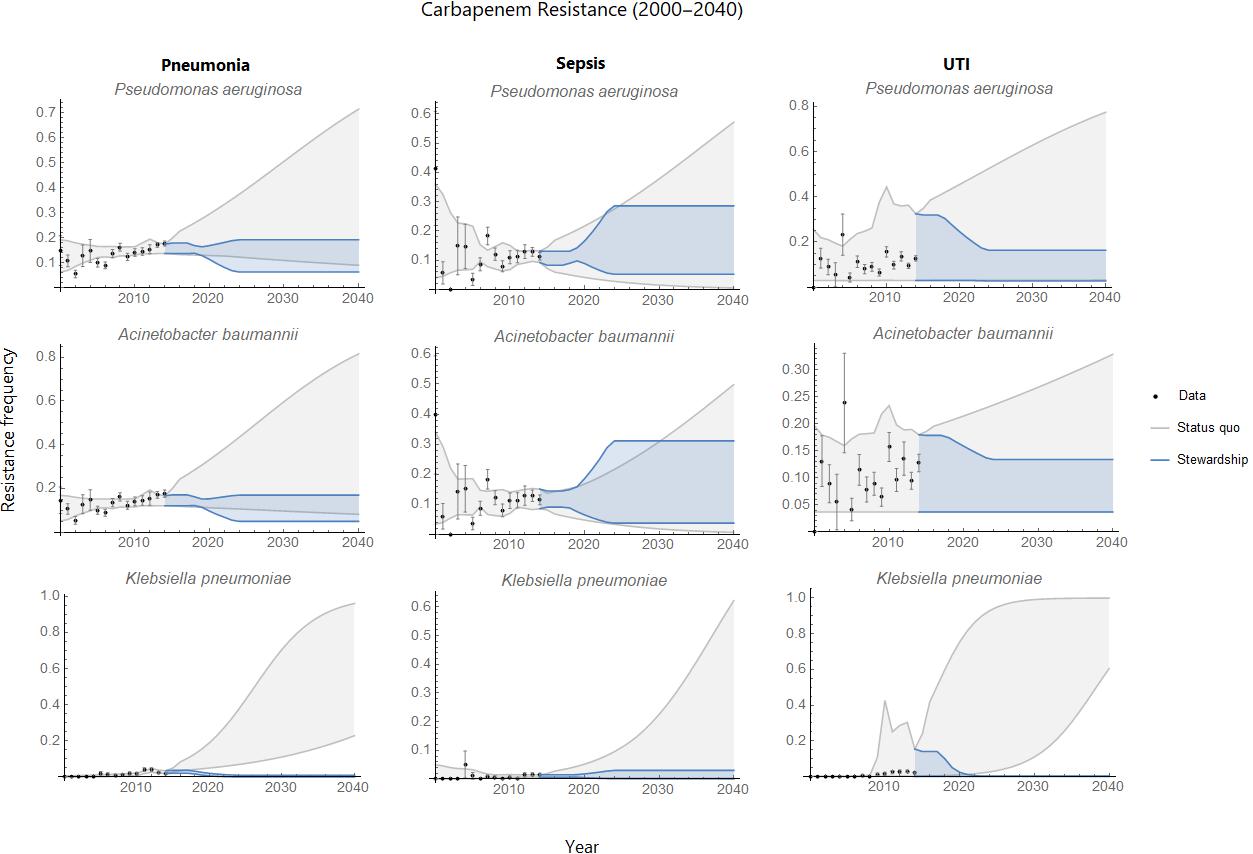 Carbapenem Resistance (2000–2040)
Pneumonia
Sepsis
UTI
Pseudomonas aeruginosa
Pseudomonas aeruginosa
Pseudomonas aeruginosa
0.7
0.6
0.5
0.4
0.3
0.2
0.1
2010 2020 2030 2040
0.6
0.5
0.4
0.3
0.2
0.1
2010 2020 2030 2040
0.8
0.6
0.4
0.2
2010 2020 2030 2040
Acinetobacter baumannii
Acinetobacter baumannii
Acinetobacter baumannii
0.8
0.6
0.4
0.2
2010 2020 2030 2040
0.6
0.5
0.4
0.3
0.2
0.1
2010 2020 2030 2040
0.30
0.25
0.20
0.15
0.10
0.05
2010 2020 2030 2040
Resistance frequency
Data
Status quo
Stewardship
Klebsiella pneumoniae
Klebsiella pneumoniae
Klebsiella pneumoniae
1.0
0.8
0.6
0.4
0.2
2010 2020 2030 2040
0.6
0.5
0.4
0.3
0.2
0.1
2010 2020 2030 2040
1.0
0.8
0.6
0.4
0.2
2010 2020 2030 2040
Year